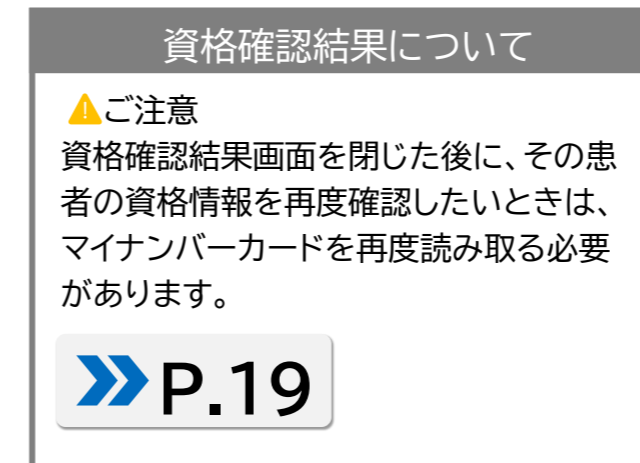 資格確認結果について
ご注意
資格確認結果画面を閉じた後に、その患
者の資格情報を再度確認したいときは、
マイナンバーカードを再度読み取る必要
があります。
P.19